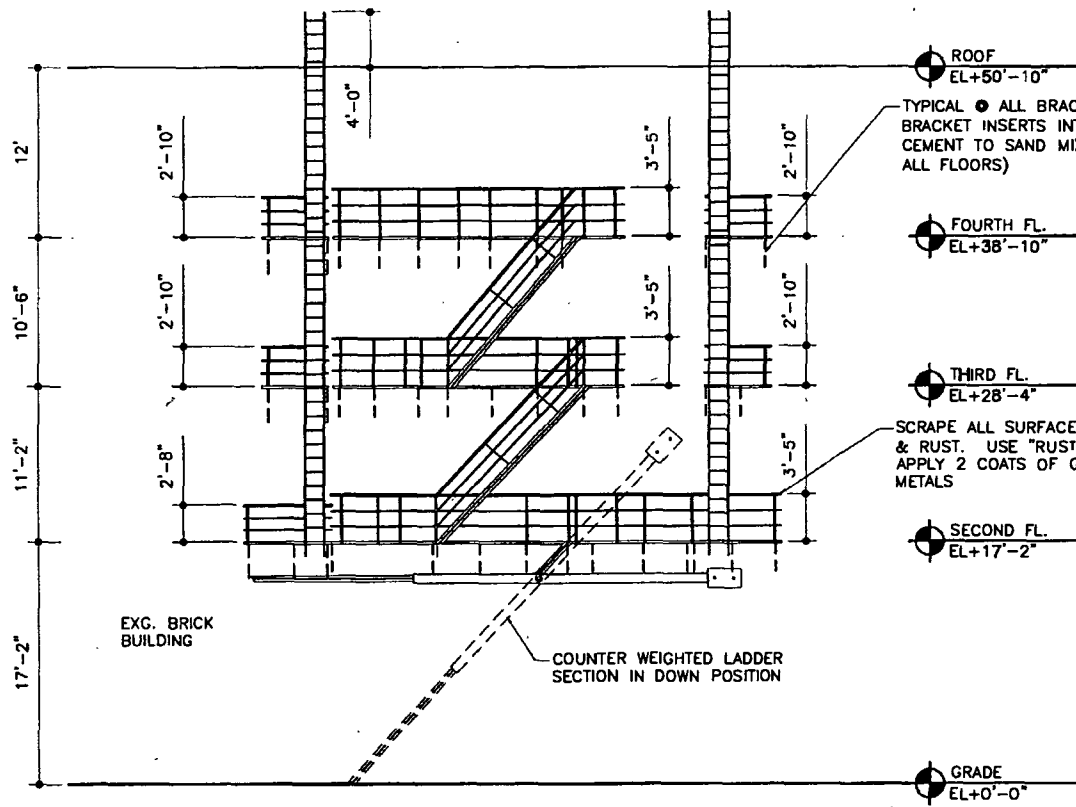 ROOF
EL+50'-10"
TYPICAL @ ALL BRAC
BRACKET INSERTS INT
CEMENT TO SAND MI
ALL FLOORS)
4'-0"
12'
2'-10"
3'-5"
2'-10"
FOURTH FL.
EL+38'-10"
10'-6"
2'-10"
3'-5"
2'-10"
THIRD FL.
EL+28'-4"
SCRAPE ALL SURFACE
& RUST. USE "RUST
APPLY 2 COATS OF
METALS
11'-2"
2'-8"
3'-5"
SECOND FL.
EL+17'-2"
EXG. BRICK
BUILDING
17'-2"
COUNTER WEIGHTED LADDER
SECTION IN DOWN POSITION
GRADE
EL+0'-0"